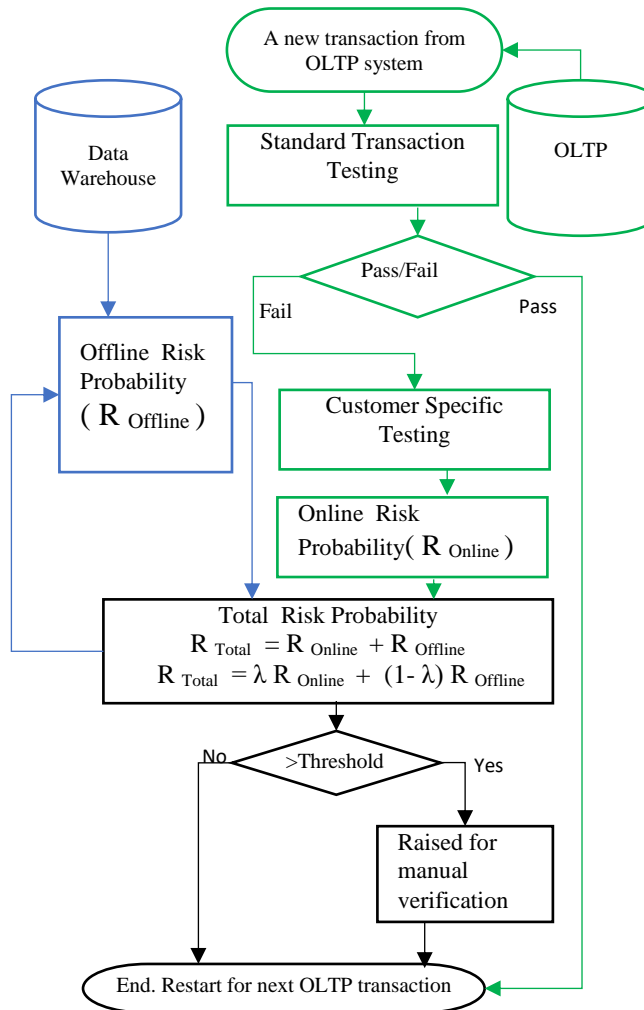 A new transaction from
OLTP system
Data
Warehouse
Standard Transaction
Testing
OLTP
Pass/Fail
Fail
Pass
Offline Risk
Probability
( R Offline )
Customer Specific
Testing
Online Risk
Probability( R Online )
Total Risk Probability
R Total = R Online + R Offline
R Total = λ R Online + (1- λ) R Offline
No
>Threshold
Yes
Raised for
manual
verification
End. Restart for next OLTP transaction